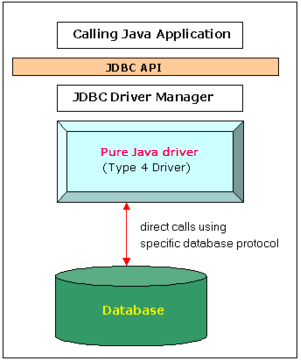 Calling Java Application
JDBC API
JDBC Driver Manager
Pure Java driver
(Type 4 Driver)
direct calls using
specific database protocol
Database